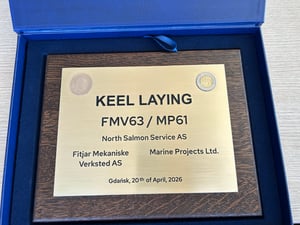 KEEL LAYING
FMV63 / MP61
North Salmon Service AS
Fitjar Mekaniske Verksted AS
Marine Projects Ltd.
Gdańsk, 20th of April, 2026